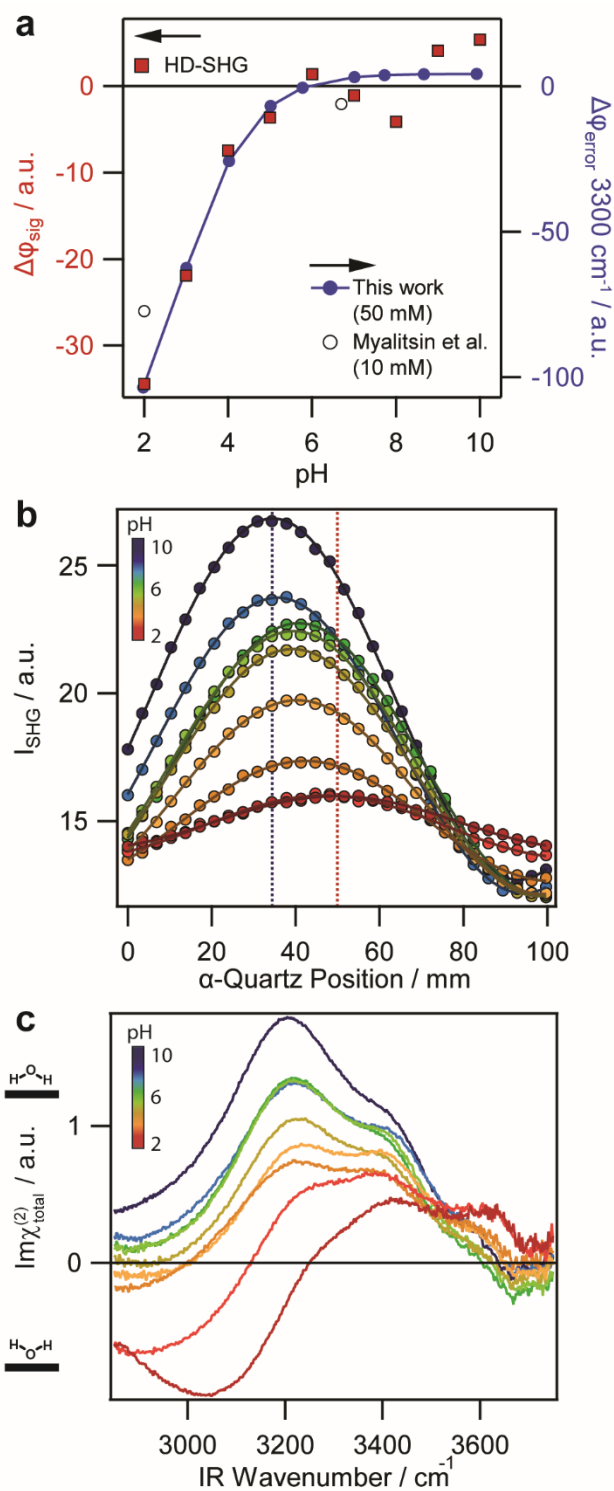 a
HD-SHG
0
-10
-20
-30
Δφsig / a.u.
0
-50
-100
Δφerror 3300 cm⁻¹ / a.u.
This work
(50 mM)
Myalitsin et al.
(10 mM)
2 4 6 8 10
pH
b
pH
10
6
2
25
20
15
ISHG / a.u.
0 20 40 60 80 100
α-Quartz Position / mm
c
pH
10
6
2
H O H
1
0
H O H
Imχ(2)total / a.u.
3000 3200 3400 3600
IR Wavenumber / cm⁻¹